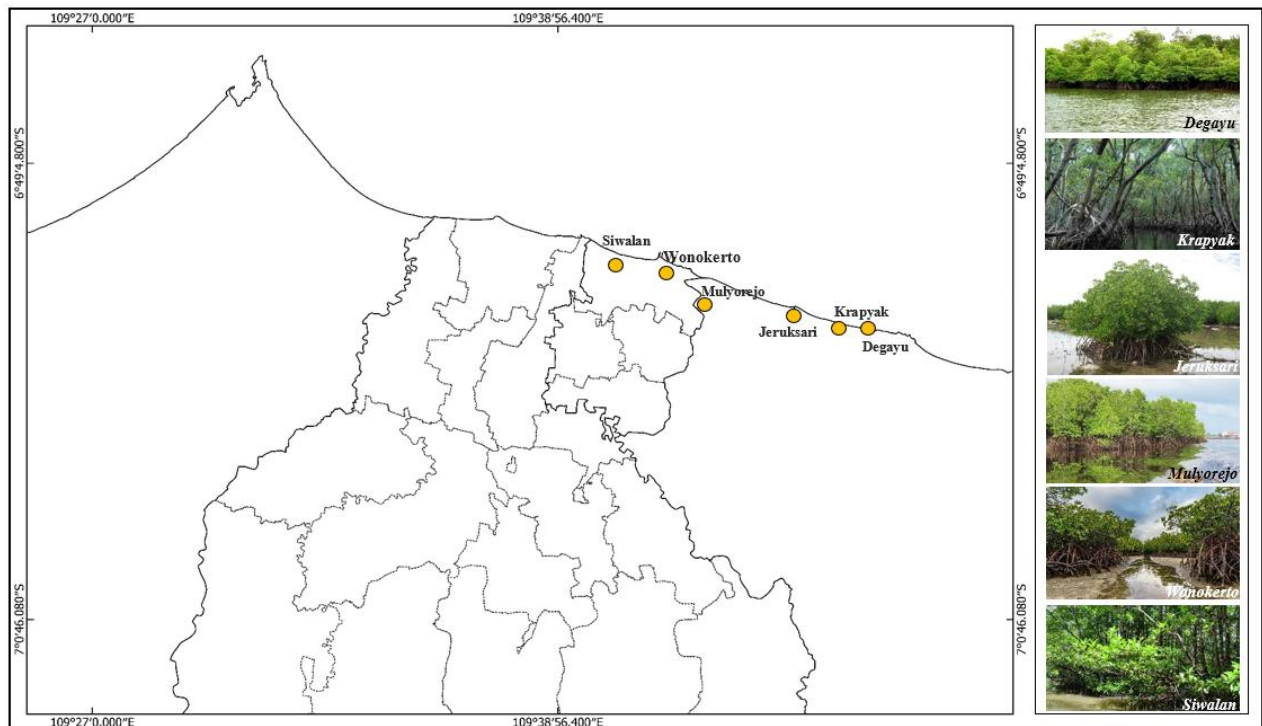 109°27'0.000"E
109°38'56.400"E
6°49'4.800"S
6°49'4.800"S
Siwalan
Wonokerto
Mulyorejo
Jeruksari
Krapyak
Degayu
7°0'46.080"S
7°0'46.080"S
109°27'0.000"E
109°38'56.400"E
Degayu
Krapyak
Jeruksari
Mulyorejo
Wonokerto
Siwalan